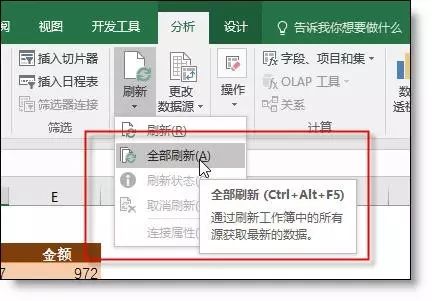 阅
视图
开发工具
分析
设计
告诉我你想要做什么
插入切片器
插入日程表
筛选器连接
筛选
刷新
更改
数据源
操作
字段、项目和集
OLAP 工具
关系
计算
数
透视
刷新(R)
全部刷新(A)
刷新状态
取消刷新
连接属性(
全部刷新 (Ctrl+Alt+F5)
通过刷新工作簿中的所有
源获取最新的数据。
E
金额
7
972